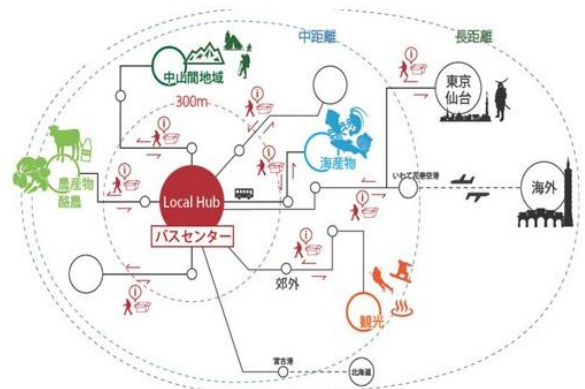 中距離
長距離
中山間地域
300m
東京
仙台
農産物
酪農
海産物
Local Hub
バスセンター
いわて花巻空港
海外
郊外
観光
宮古港
北海道
i
i
i
i
i
i
i
i
i
i